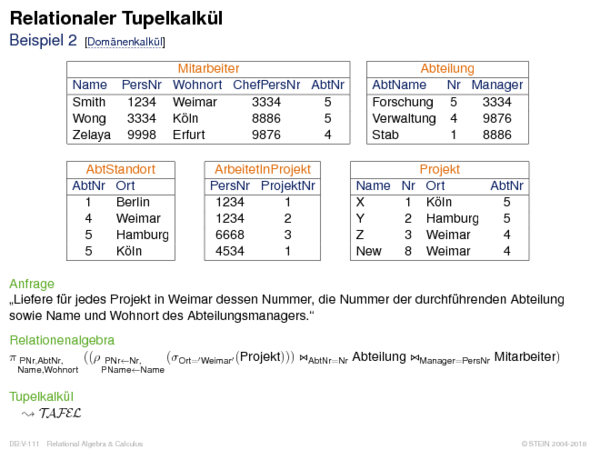 Relationaler Tupelkalkül
Beispiel 2 [Domänenkalkül]
Mitarbeiter
Name PersNr Wohnort ChefPersNr AbtNr
Smith 1234 Weimar 3334 5
Wong 3334 Köln 8886 5
Zelaya 9998 Erfurt 9876 4
Abteilung
AbtName Nr Manager
Forschung 5 3334
Verwaltung 4 9876
Stab 1 8886
AbtStandort
AbtNr Ort
1 Berlin
4 Weimar
5 Hamburg
5 Köln
ArbeitetInProjekt
PersNr ProjektNr
1234 1
1234 2
6668 3
4534 1
Projekt
Name Nr Ort AbtNr
X 1 Köln 5
Y 2 Hamburg 5
Z 3 Weimar 4
New 8 Weimar 4
Anfrage
„Liefere für jedes Projekt in Weimar dessen Nummer, die Nummer der durchführenden Abteilung
sowie Name und Wohnort des Abteilungsmanagers.“
Relationenalgebra
π PNr,AbtNr, Name,Wohnort ((ρ PNr←Nr, PName←Name (σOrt='Weimar'(Projekt))) ⋈AbtNr=Nr Abteilung ⋈Manager=PersNr Mitarbeiter)
Tupelkalkül
⇝ TAFEL
DB:V-111 Relational Algebra & Calculus © STEIN 2004-2018